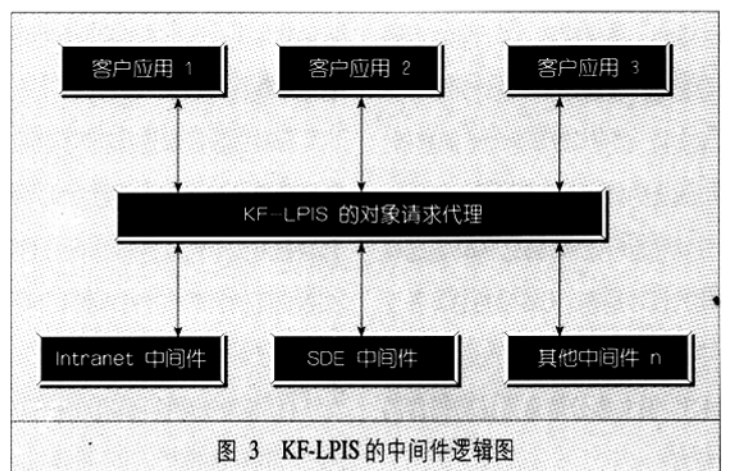 客户应用 1 客户应用 2 客户应用 3
KF-LPIS 的对象请求代理
Intranet 中间件 SDE 中间件 其他中间件 n
图 3 KF-LPIS 的中间件逻辑图